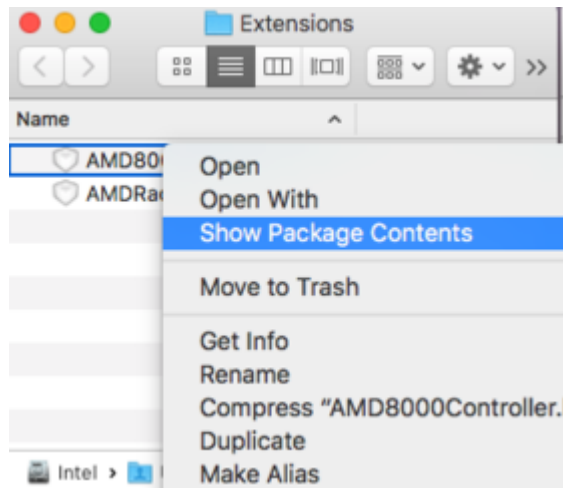 Extensions
Name
AMD80
Open
AMDRa
Open With
Show Package Contents
Move to Trash
Get Info
Rename
Compress “AMD8000Controller.
Duplicate
Intel
Make Alias